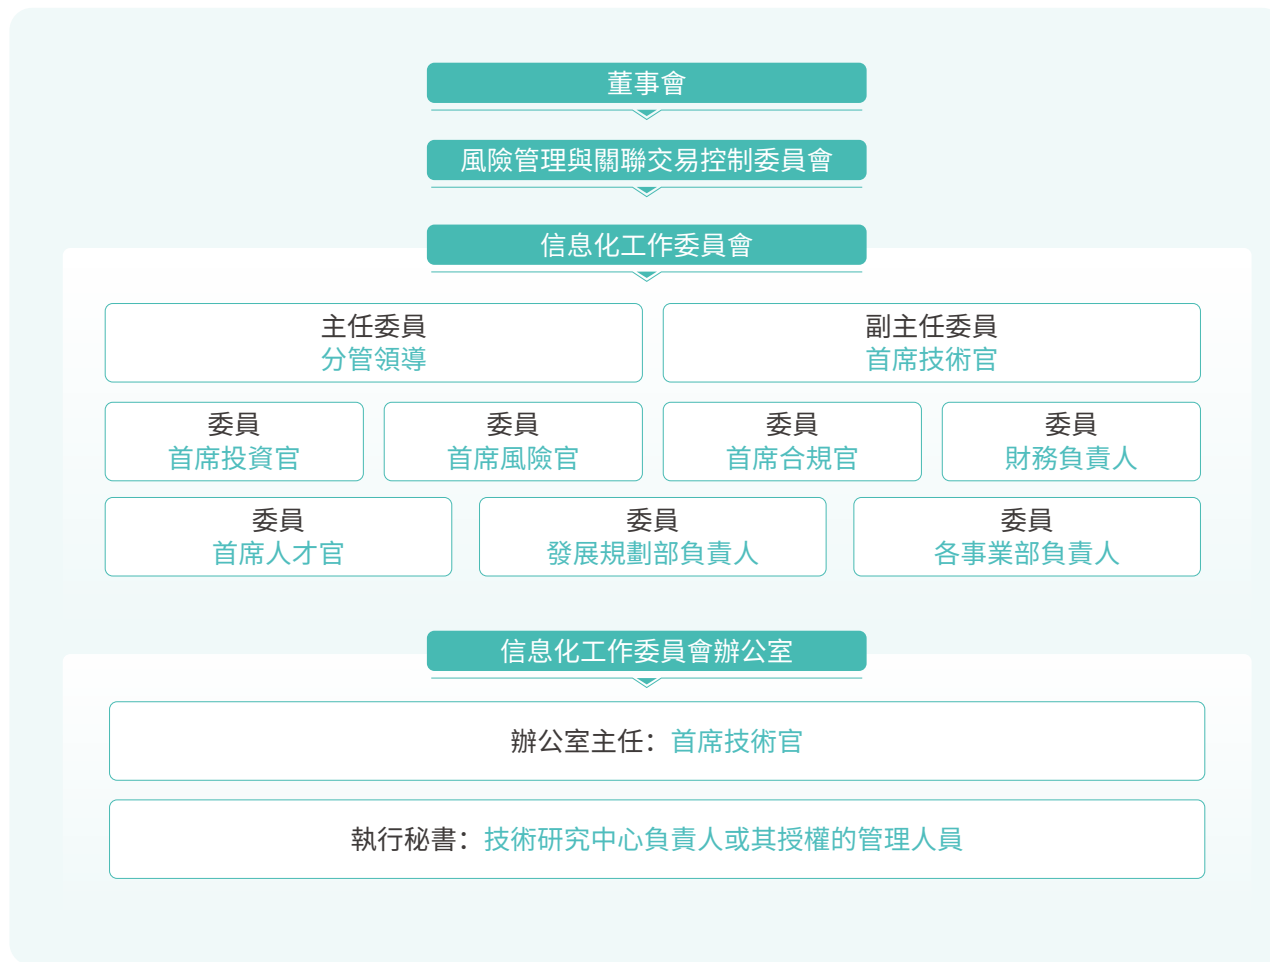 董事會
風險管理與關聯交易控制委員會
信息化工作委員會
主任委員
分管領導
副主任委員
首席技術官
委員
首席投資官
委員
首席風險官
委員
首席合規官
委員
財務負責人
委員
首席人才官
委員
發展規劃部負責人
委員
各事業部負責人
信息化工作委員會辦公室
辦公室主任：首席技術官
執行秘書：技術研究中心負責人或其授權的管理人員